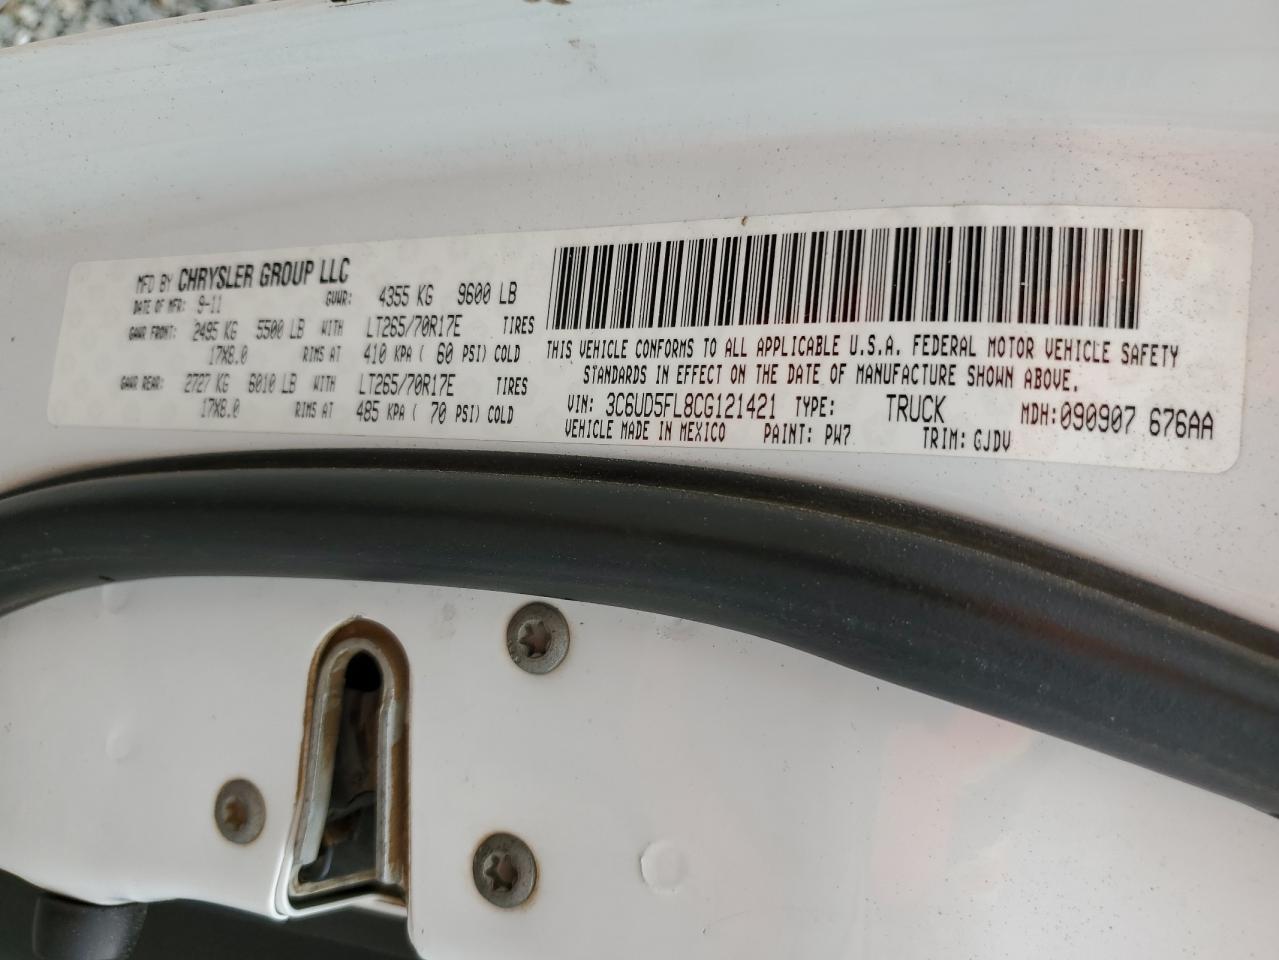 MFD BY CHRYSLER GROUP LLC
DATE OF MFR: 9-11 GVWR: 4355 KG 9600 LB
GAWR FRONT: 2495 KG 5500 LB WITH LT265/70R17E TIRES
17X8.0 RIMS AT 410 KPA ( 60 PSI) COLD
GAWR REAR: 2727 KG 6010 LB WITH LT265/70R17E TIRES
17X8.0 RIMS AT 485 KPA ( 70 PSI) COLD
THIS VEHICLE CONFORMS TO ALL APPLICABLE U.S.A. FEDERAL MOTOR VEHICLE SAFETY
STANDARDS IN EFFECT ON THE DATE OF MANUFACTURE SHOWN ABOVE.
VIN: 3C6UD5FL8CG121421 TYPE: TRUCK MDH:090907 676AA
VEHICLE MADE IN MEXICO PAINT: PW7 TRIM: CJDV